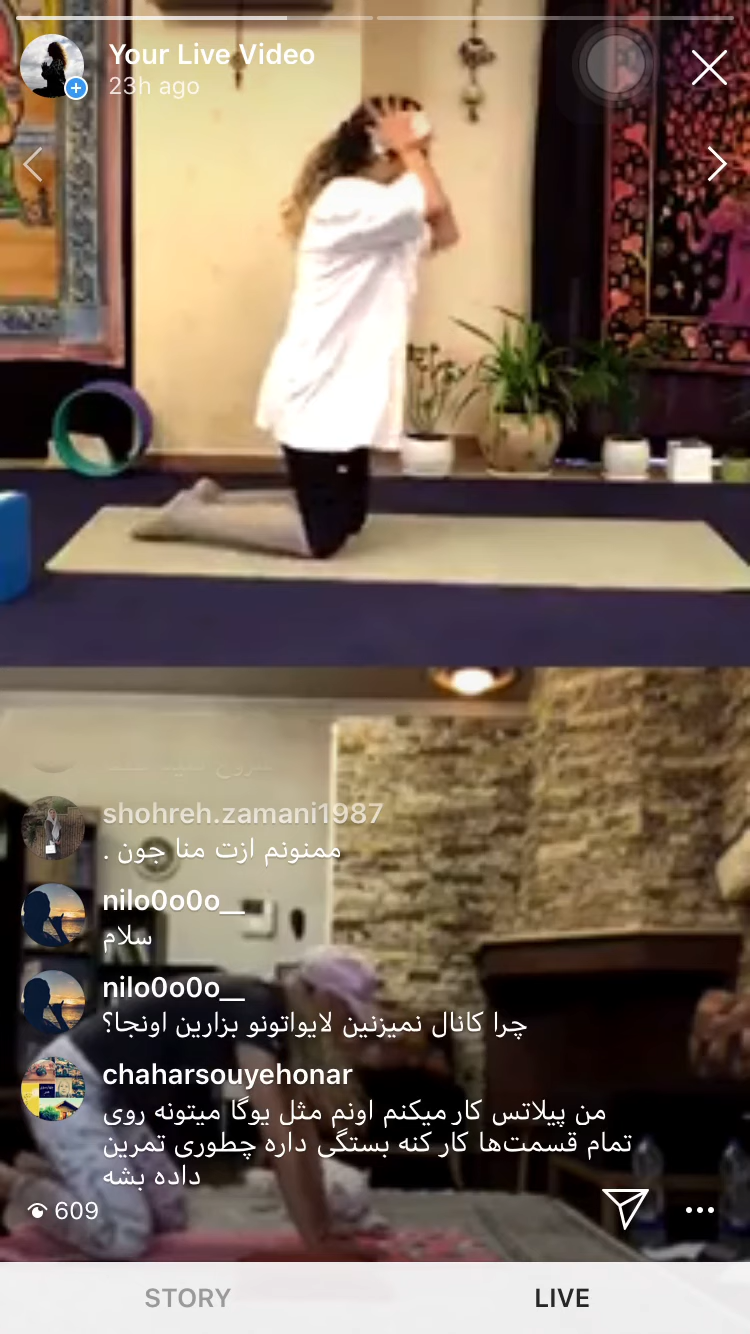 Your Live Video
23h ago
shohreh.zamani1987
ممنونم ازت منا جون .
nilo0o0o__
سلام
nilo0o0o__
چرا کانال نمیزنین لایواتونو بزارین اونجا؟
chaharsouyehonar
من پیلاتس کار میکنم اونم مثل یوگا میتونه روی
تمام قسمت‌ها کار کنه بستگی داره چطوری تمرین
داده بشه
609
STORY
LIVE